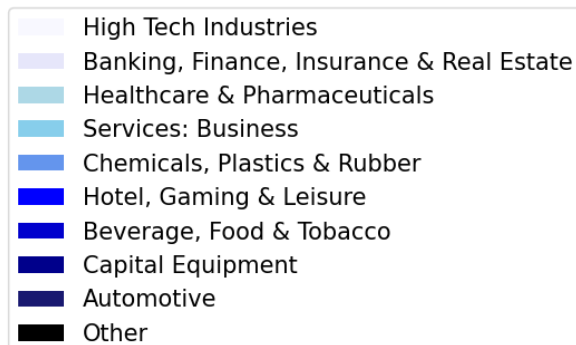 High Tech Industries
Banking, Finance, Insurance & Real Estate
Healthcare & Pharmaceuticals
Services: Business
Chemicals, Plastics & Rubber
Hotel, Gaming & Leisure
Beverage, Food & Tobacco
Capital Equipment
Automotive
Other